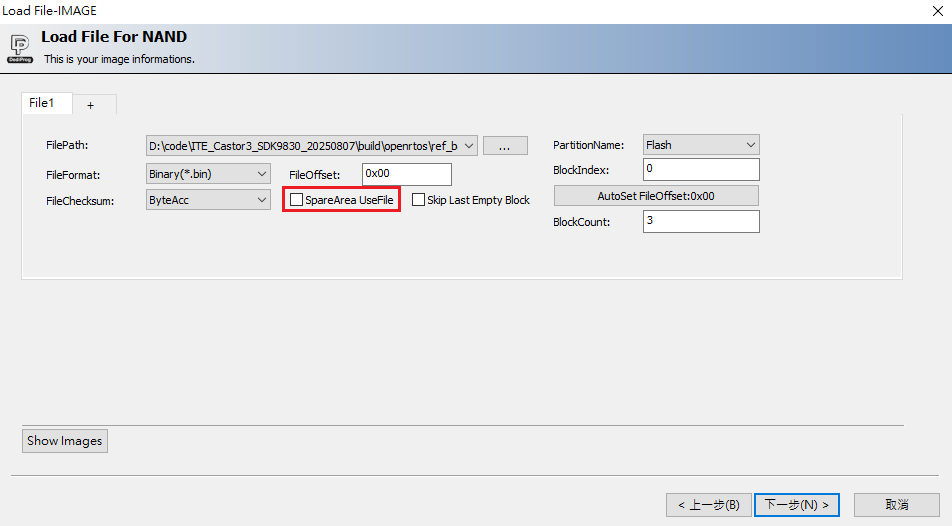 Load File-IMAGE
Load File For NAND
This is your image informations.
DediProg
File1
+
FilePath:
D:\code\ITE_Castor3_SDK9830_20250807\build\openrtos\ref_b
...
PartitionName:
Flash
FileFormat:
Binary(*.bin)
FileOffset:
0x00
BlockIndex:
0
FileChecksum:
ByteAcc
SpareArea UseFile
Skip Last Empty Block
AutoSet FileOffset:0x00
BlockCount:
3
Show Images
< 上一步(B)
下一步(N) >
取消